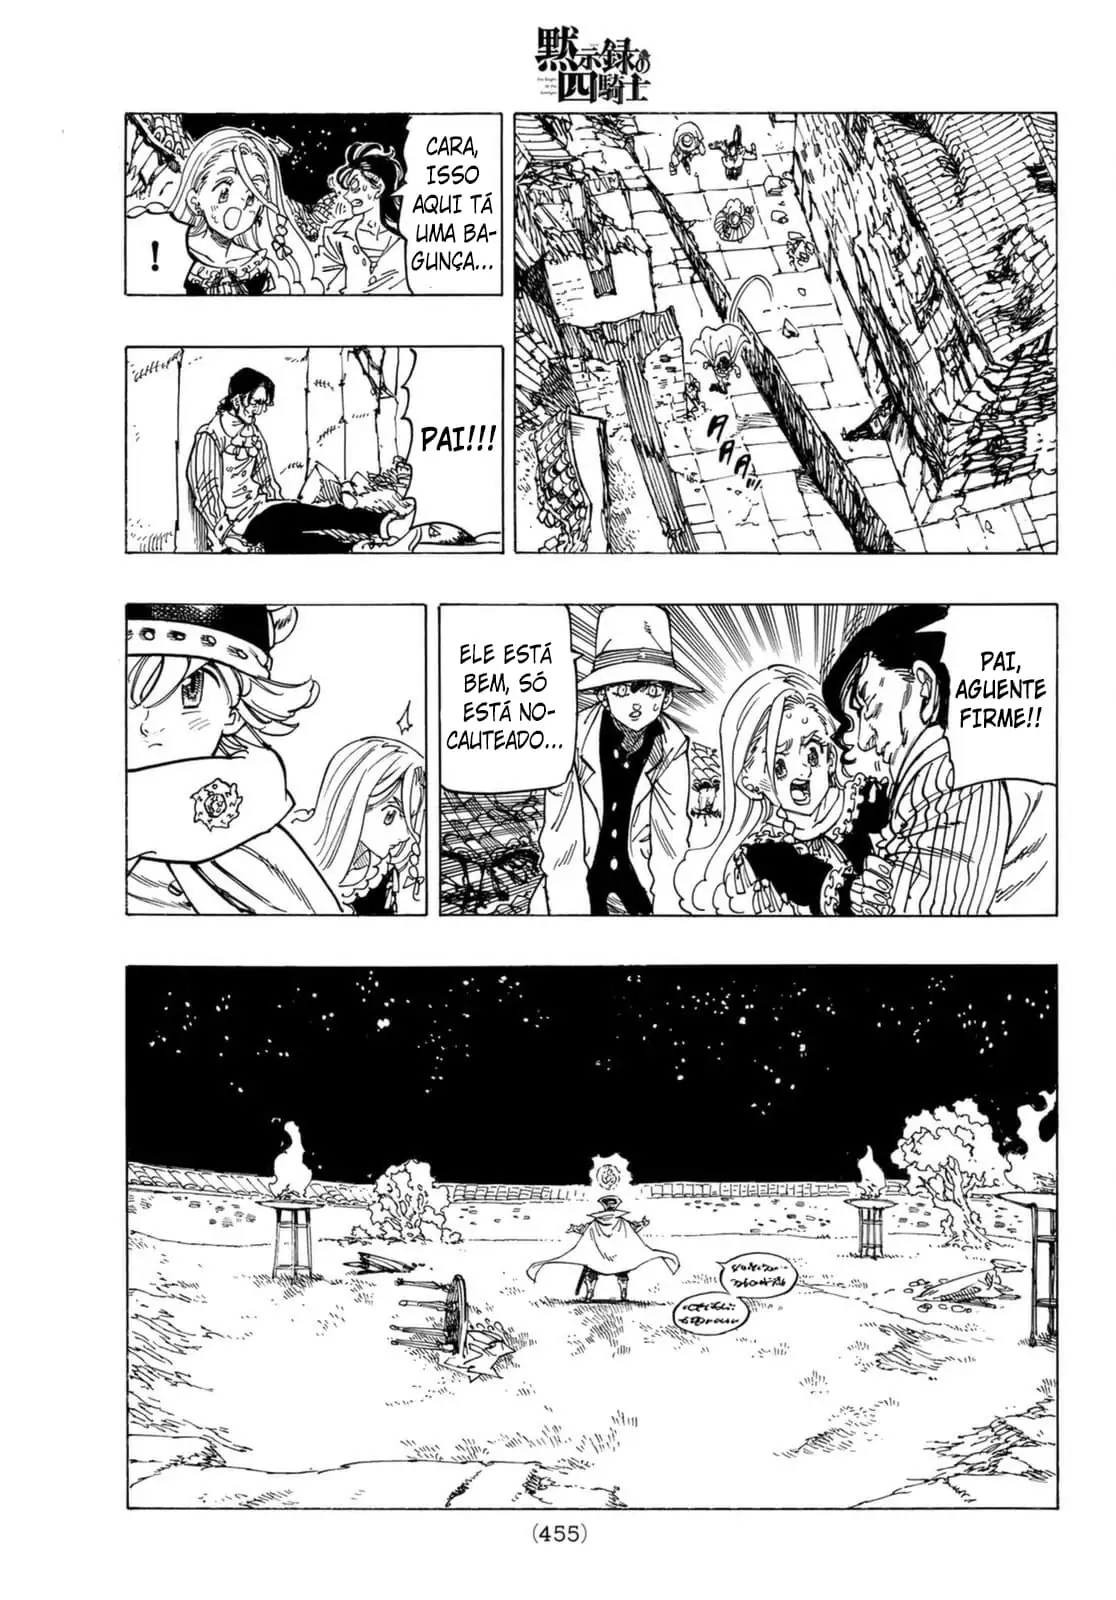 黙示録の
四騎士
A
A
A
A!!!
CARA,
ISSO
AQUI TÁ
UMA BA-
GUNÇA...
!
PAI!!!
PAI,
AGUENTE
FIRME!!
ELE ESTÁ
BEM, SÓ
ESTÁ NO-
CAUTEADO...
(455)